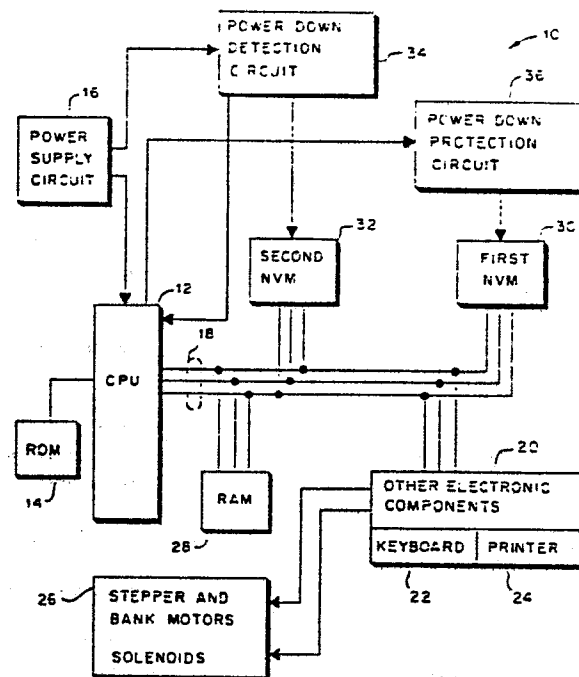 POWER DOWN
DETECTION
CIRCUIT
34
10
16
36
POWER
SUPPLY
CIRCUIT
POWER DOWN
PROTECTION
CIRCUIT
32
30
SECOND
NVM
FIRST
NVM
12
18
CPU
ROM
14
RAM
28
20
OTHER ELECTRONIC
COMPONENTS
KEYBOARD
PRINTER
22
24
26
STEPPER AND
BANK MOTORS
SOLENOIDS